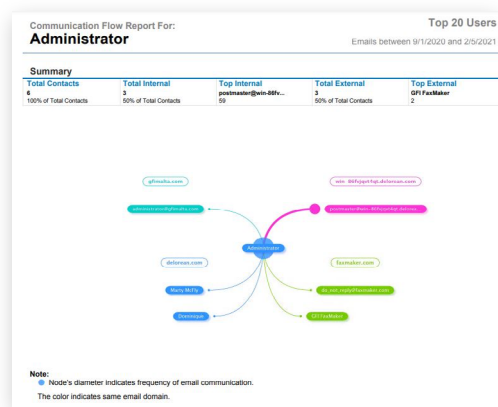 Communication Flow Report For:
Top 20 Users
Administrator
Emails between 9/1/2020 and 2/5/2021
Summary
Total Contacts Total Internal Top Internal Total External Top External
6 3 postmaster@win-86fv... 3 GFI FaxMaker
100% of Total Contacts 50% of Total Contacts 59 50% of Total Contacts 2
gfimalta.com
delorean.com
Administrator
delorean.com
faxmaker.com
Marty McFly
do_not_reply@faxmaker.com
Dominique
GFI FaxMaker
Note:
Node's diameter indicates frequency of email communication.
The color indicates same email domain.